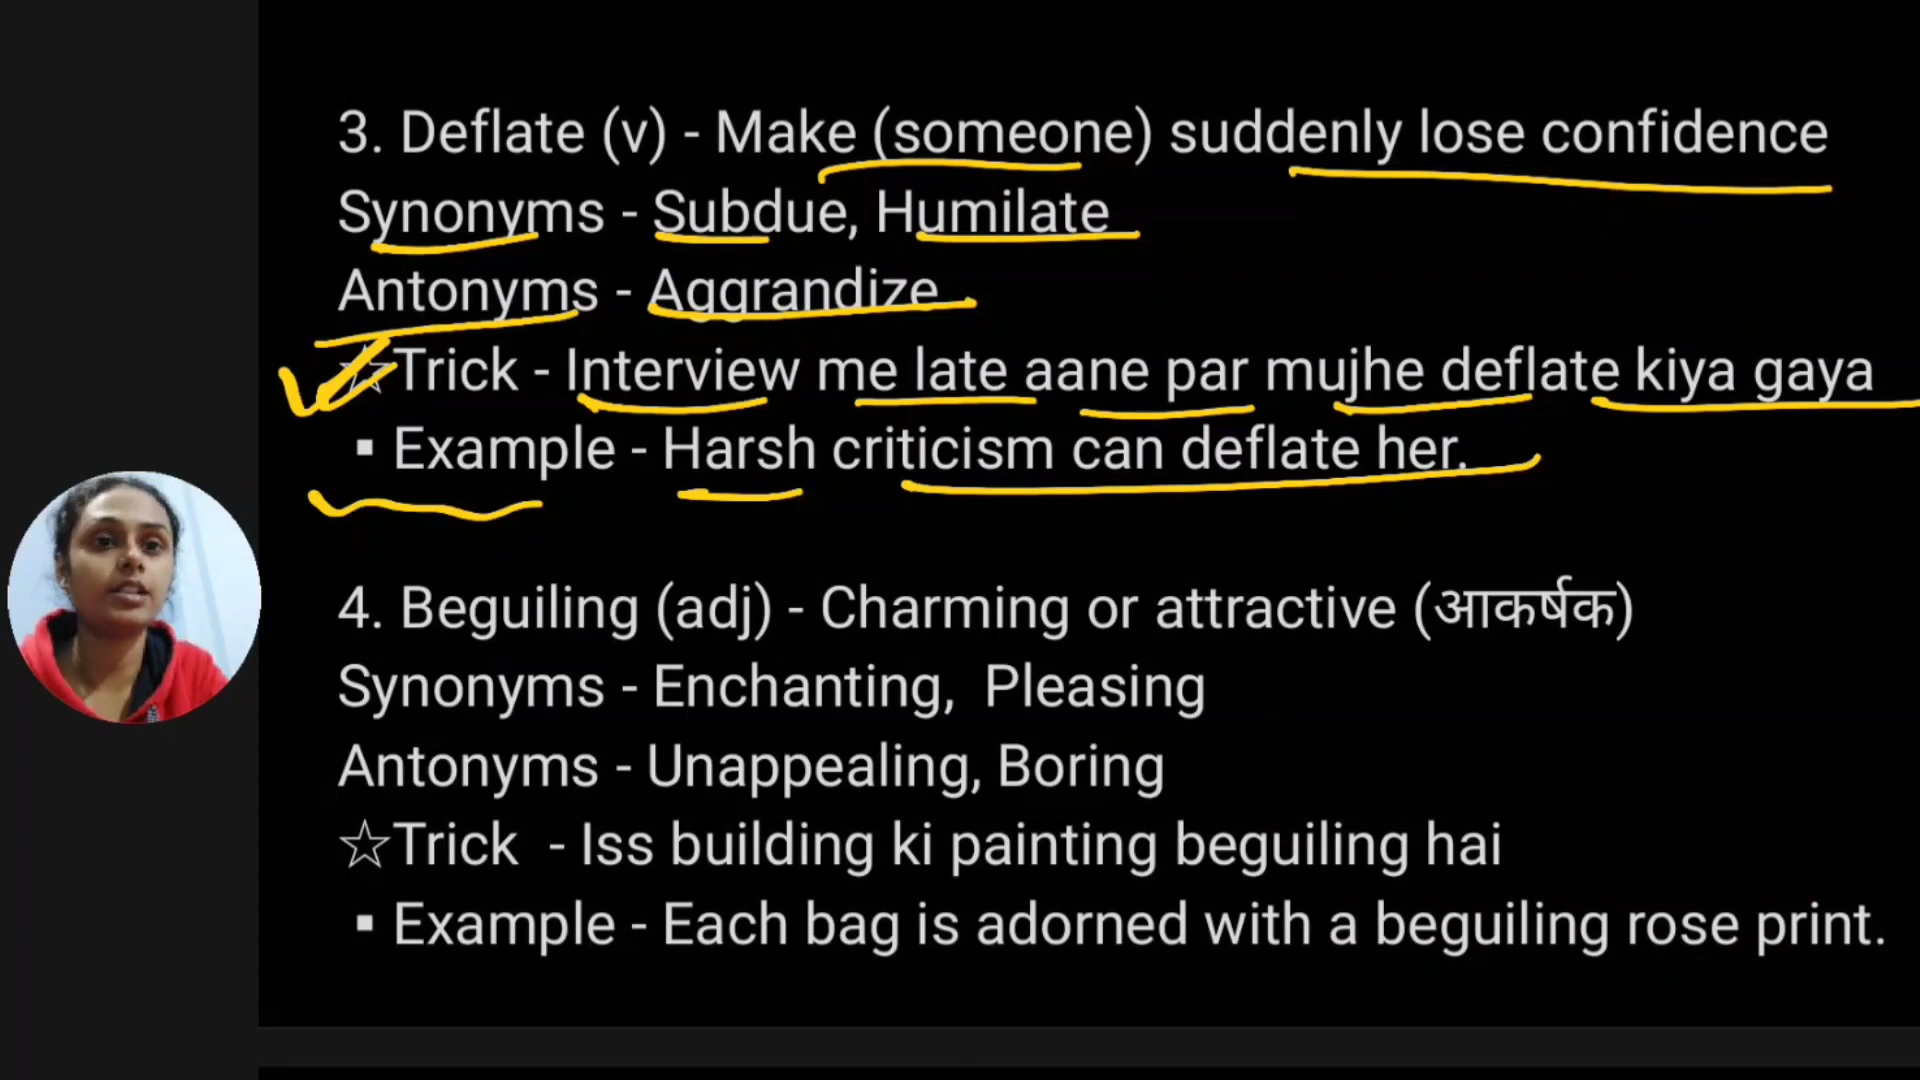 3. Deflate (v) - Make (someone) suddenly lose confidence
Synonyms - Subdue, Humilate
Antonyms - Aggrandize
☆Trick - Interview me late aane par mujhe deflate kiya gaya
▪ Example - Harsh criticism can deflate her.
4. Beguiling (adj) - Charming or attractive (आकर्षक)
Synonyms - Enchanting, Pleasing
Antonyms - Unappealing, Boring
☆Trick - Iss building ki painting beguiling hai
▪ Example - Each bag is adorned with a beguiling rose print.